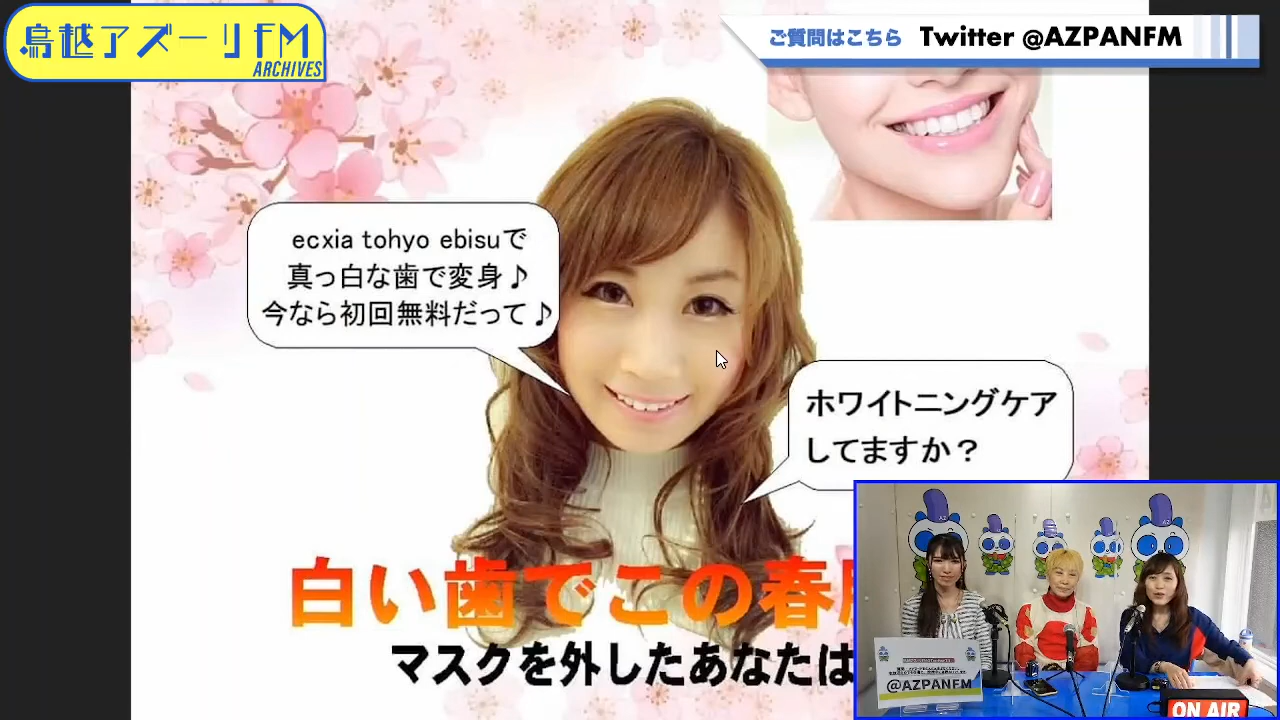 鳥越アズーリFM
ARCHIVES
ご質問はこちら Twitter @AZPANFM
ecxia tohyo ebisuで
真っ白な歯で変身♪
今なら初回無料だって♪
ホワイトニングケア
してますか？
白い歯でこの春
マスクを外したあなたは
@AZPANFM
ON AIR